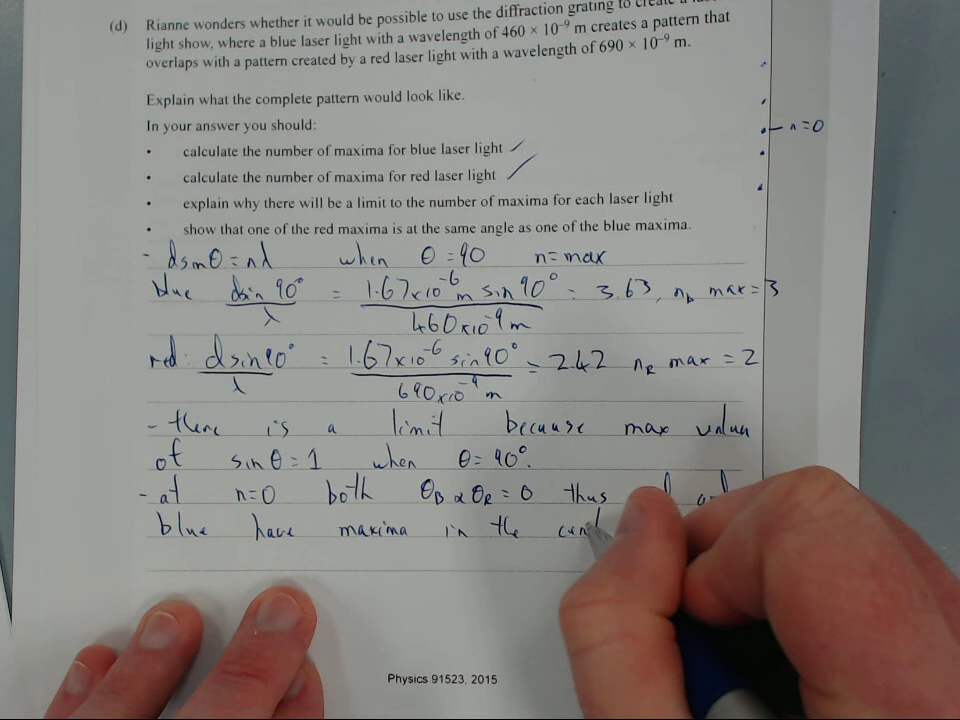 (d) Rianne wonders whether it would be possible to use the diffraction grating to create a
light show, where a blue laser light with a wavelength of 460 × 10⁻⁹ m creates a pattern that
overlaps with a pattern created by a red laser light with a wavelength of 690 × 10⁻⁹ m.
Explain what the complete pattern would look like.
In your answer you should:
• calculate the number of maxima for blue laser light ✓
• calculate the number of maxima for red laser light ✓
• explain why there will be a limit to the number of maxima for each laser light
• show that one of the red maxima is at the same angle as one of the blue maxima.
n=0
- dsinθ = nλ when θ = 90 n = max
blue dsin 90° / λ = 1.67×10⁻⁶ m sin 90° / 460×10⁻⁹ m = 3.63, n_b max = 3
red: dsin90° / λ = 1.67×10⁻⁶ sin 90° / 690×10⁻⁹ m = 2.42 n_R max = 2
- there is a limit because max value
of sin θ = 1 when θ = 90°.
- at n=0 both θ_B & θ_R = 0 thus
blue have maxima in the
Physics 91523, 2015